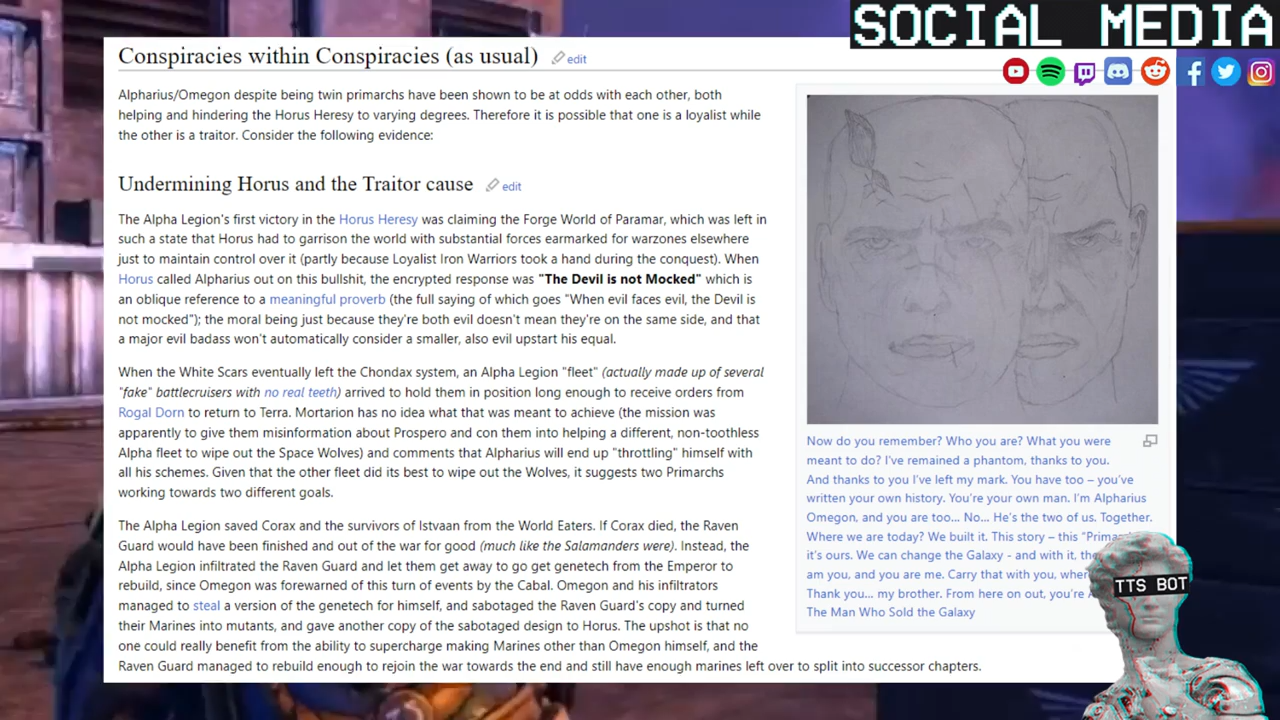 SOCIAL MEDIA
Conspiracies within Conspiracies (as usual) edit
Alpharius/Omegon despite being twin primarchs have been shown to be at odds with each other, both
helping and hindering the Horus Heresy to varying degrees. Therefore it is possible that one is a loyalist while
the other is a traitor. Consider the following evidence:
Undermining Horus and the Traitor cause edit
The Alpha Legion's first victory in the Horus Heresy was claiming the Forge World of Paramar, which was left in
such a state that Horus had to garrison the world with substantial forces earmarked for warzones elsewhere
just to maintain control over it (partly because Loyalist Iron Warriors took a hand during the conquest). When
Horus called Alpharius out on this bullshit, the encrypted response was "The Devil is not Mocked" which is
an oblique reference to a meaningful proverb (the full saying of which goes "When evil faces evil, the Devil is
not mocked"); the moral being just because they're both evil doesn't mean they're on the same side, and that
a major evil badass won't automatically consider a smaller, also evil upstart his equal.
When the White Scars eventually left the Chondax system, an Alpha Legion "fleet" (actually made up of several
"fake" battlecruisers with no real teeth) arrived to hold them in position long enough to receive orders from
Rogal Dorn to return to Terra. Mortarion has no idea what that was meant to achieve (the mission was
apparently to give them misinformation about Prospero and con them into helping a different, non-toothless
Alpha fleet to wipe out the Space Wolves) and comments that Alpharius will end up "throttling" himself with
all his schemes. Given that the other fleet did its best to wipe out the Wolves, it suggests two Primarchs
working towards two different goals.
The Alpha Legion saved Corax and the survivors of Istvaan from the World Eaters. If Corax died, the Raven
Guard would have been finished and out of the war for good (much like the Salamanders were). Instead, the
Alpha Legion infiltrated the Raven Guard and let them get away to go get genetech from the Emperor to
rebuild, since Omegon was forewarned of this turn of events by the Cabal. Omegon and his infiltrators
managed to steal a version of the genetech for himself, and sabotaged the Raven Guard's copy and turned
their Marines into mutants, and gave another copy of the sabotaged design to Horus. The upshot is that no
one could really benefit from the ability to supercharge making Marines other than Omegon himself, and the
Raven Guard managed to rebuild enough to rejoin the war towards the end and still have enough marines left over to split into successor chapters.
Now do you remember? Who you are? What you were
meant to do? I've remained a phantom, thanks to you.
And thanks to you I've left my mark. You have too – you've
written your own history. You're your own man. I'm Alpharius
Omegon, and you are too... No... He's the two of us. Together.
Where we are today? We built it. This story – this
it's ours. We can change the Galaxy - and with it,
am you, and you are me. Carry that with you,
Thank you... my brother. From here on out, you're
The Man Who Sold the Galaxy
TTS BOT